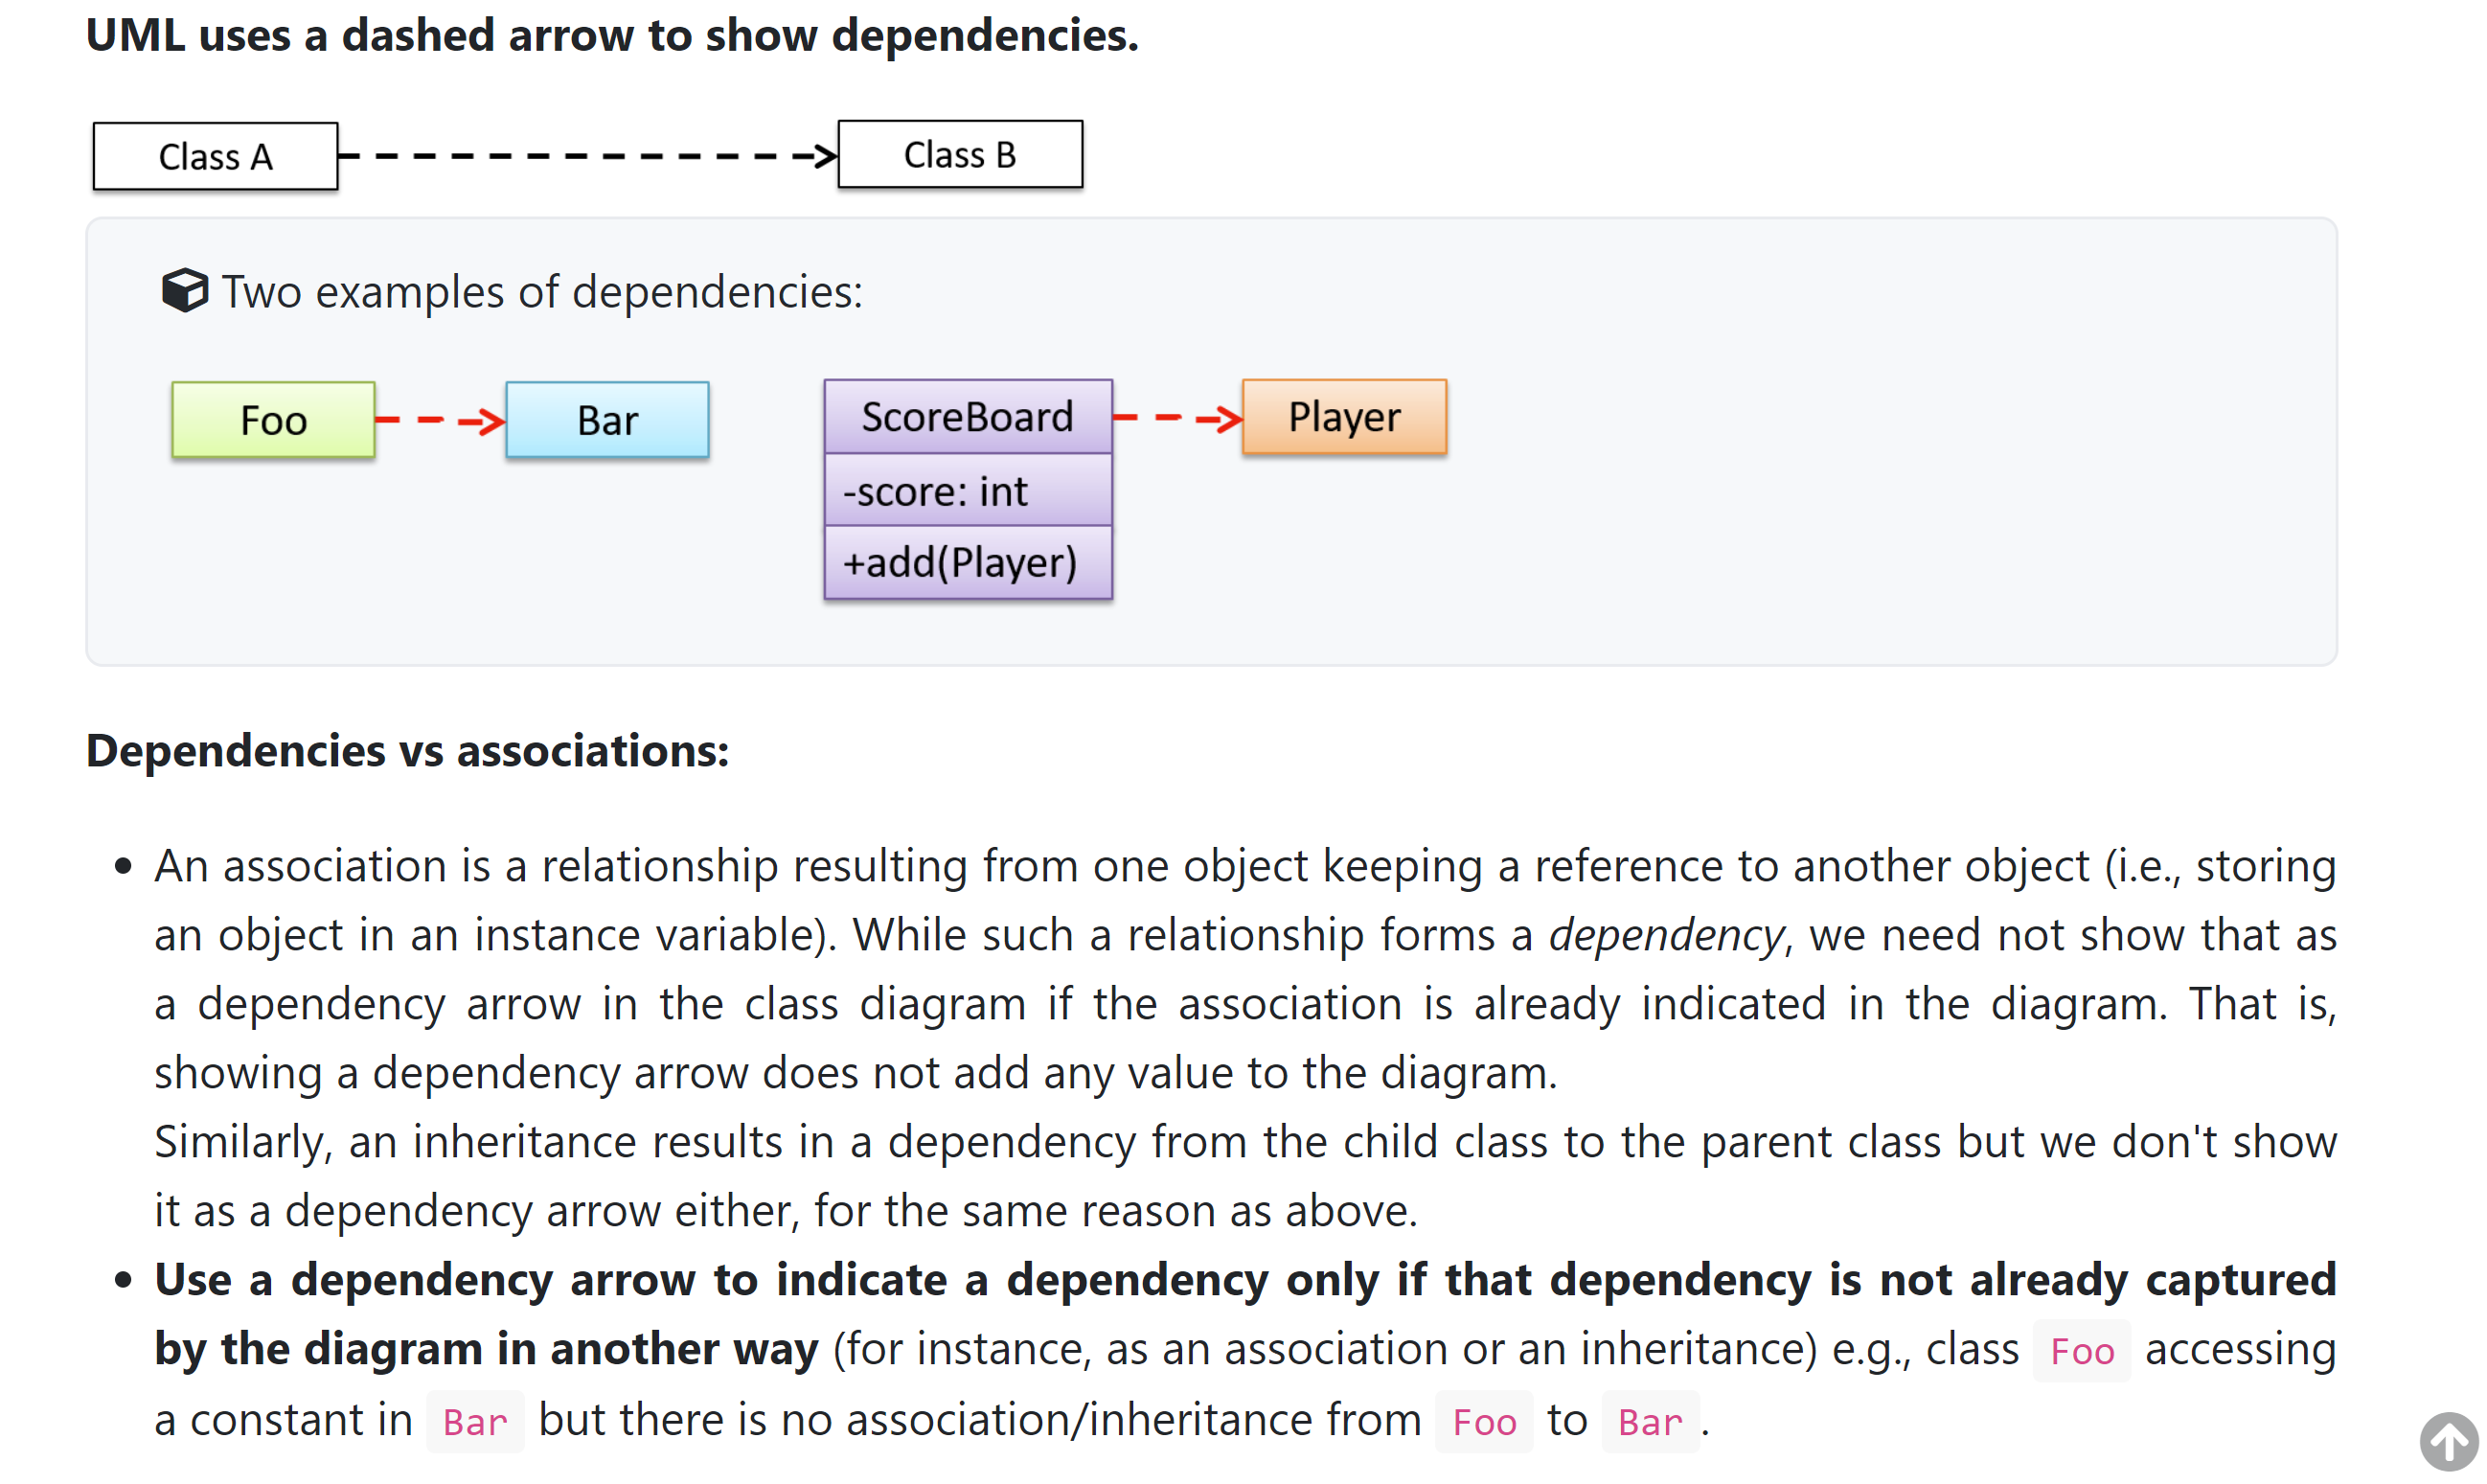 UML uses a dashed arrow to show dependencies.
Class A
Class B
Two examples of dependencies:
Foo
Bar
ScoreBoard
-score: int
+add(Player)
Player
Dependencies vs associations:
An association is a relationship resulting from one object keeping a reference to another object (i.e., storing
an object in an instance variable). While such a relationship forms a dependency, we need not show that as
a dependency arrow in the class diagram if the association is already indicated in the diagram. That is,
showing a dependency arrow does not add any value to the diagram.
Similarly, an inheritance results in a dependency from the child class to the parent class but we don't show
it as a dependency arrow either, for the same reason as above.
Use a dependency arrow to indicate a dependency only if that dependency is not already captured
by the diagram in another way (for instance, as an association or an inheritance) e.g., class Foo accessing
a constant in Bar but there is no association/inheritance from Foo to Bar.